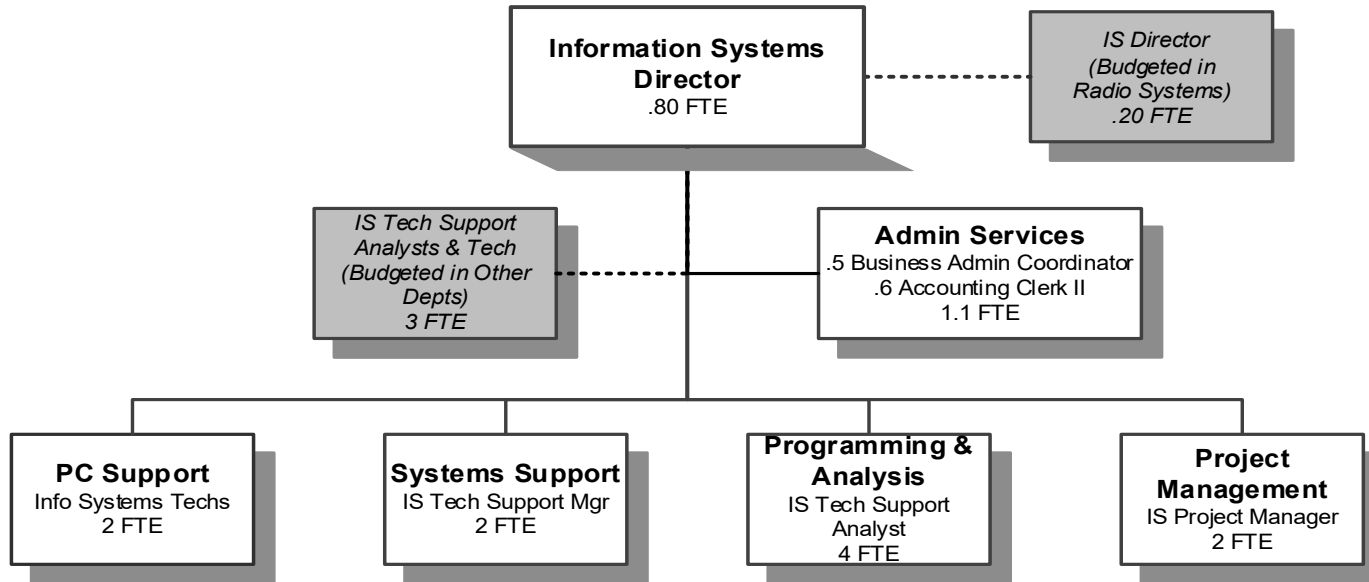 Information Systems
Director
.80 FTE
IS Director
(Budgeted in
Radio Systems)
.20 FTE
IS Tech Support
Analysts & Tech
(Budgeted in Other
Depts)
3 FTE
Admin Services
.5 Business Admin Coordinator
.6 Accounting Clerk II
1.1 FTE
PC Support
Info Systems Techs
2 FTE
Systems Support
IS Tech Support Mgr
2 FTE
Programming &
Analysis
IS Tech Support
Analyst
4 FTE
Project
Management
IS Project Manager
2 FTE